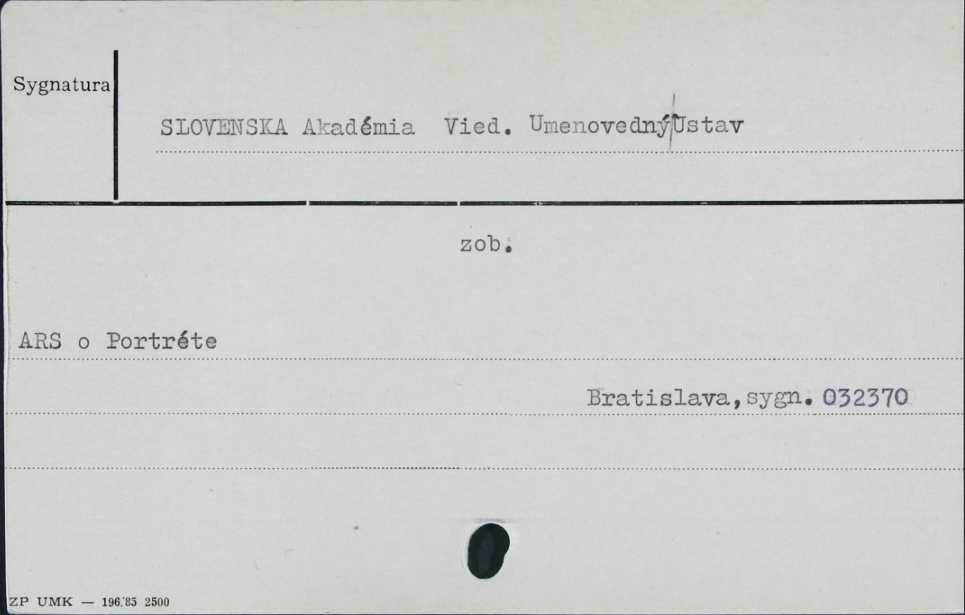 Sygnatura
SLOVENSKA Akadémia Vied. Umenovedný Ustav
zob.
ARS o Portréte
Bratislava, sygn. 032370
ZP UMK — 196/85 2500